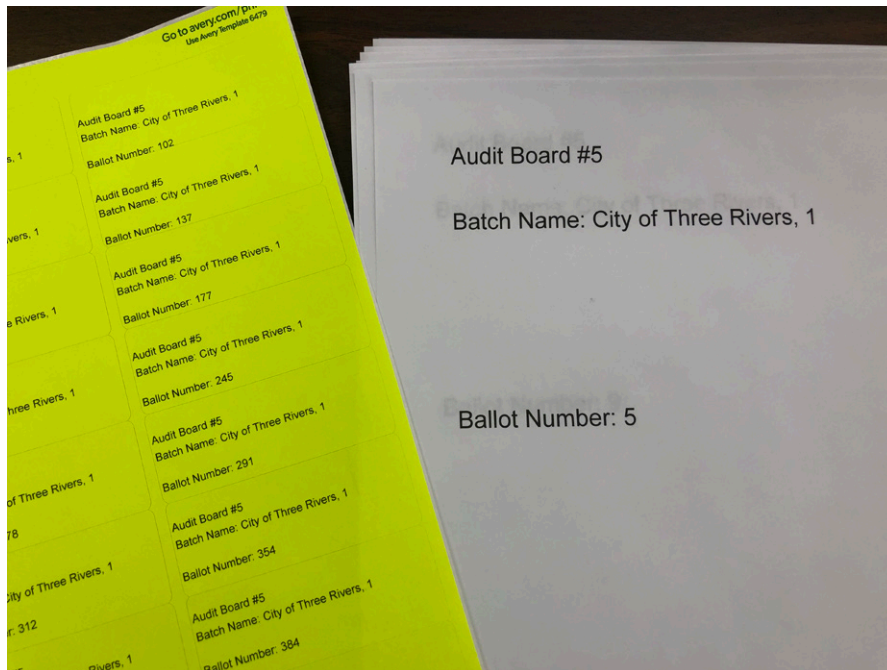 Go to avery.com/pri
Use Avery Template 6479
s, 1
vers, 1
e Rivers, 1
hree Rivers, 1
of Three Rivers, 1
78
City of Three Rivers, 1
r: 312
ers, 1
Audit Board #5
Batch Name: City of Three Rivers, 1
Ballot Number: 102
Audit Board #5
Batch Name: City of Three Rivers, 1
Ballot Number: 137
Audit Board #5
Batch Name: City of Three Rivers, 1
Ballot Number: 177
Audit Board #5
Batch Name: City of Three Rivers, 1
Ballot Number: 245
Audit Board #5
Batch Name: City of Three Rivers, 1
Ballot Number: 291
Audit Board #5
Batch Name: City of Three Rivers, 1
Ballot Number: 354
Audit Board #5
Batch Name: City of Three Rivers, 1
Ballot Number: 384
Audit Board #5
Batch Name: City of Three Rivers, 1
Ballot Number: 5